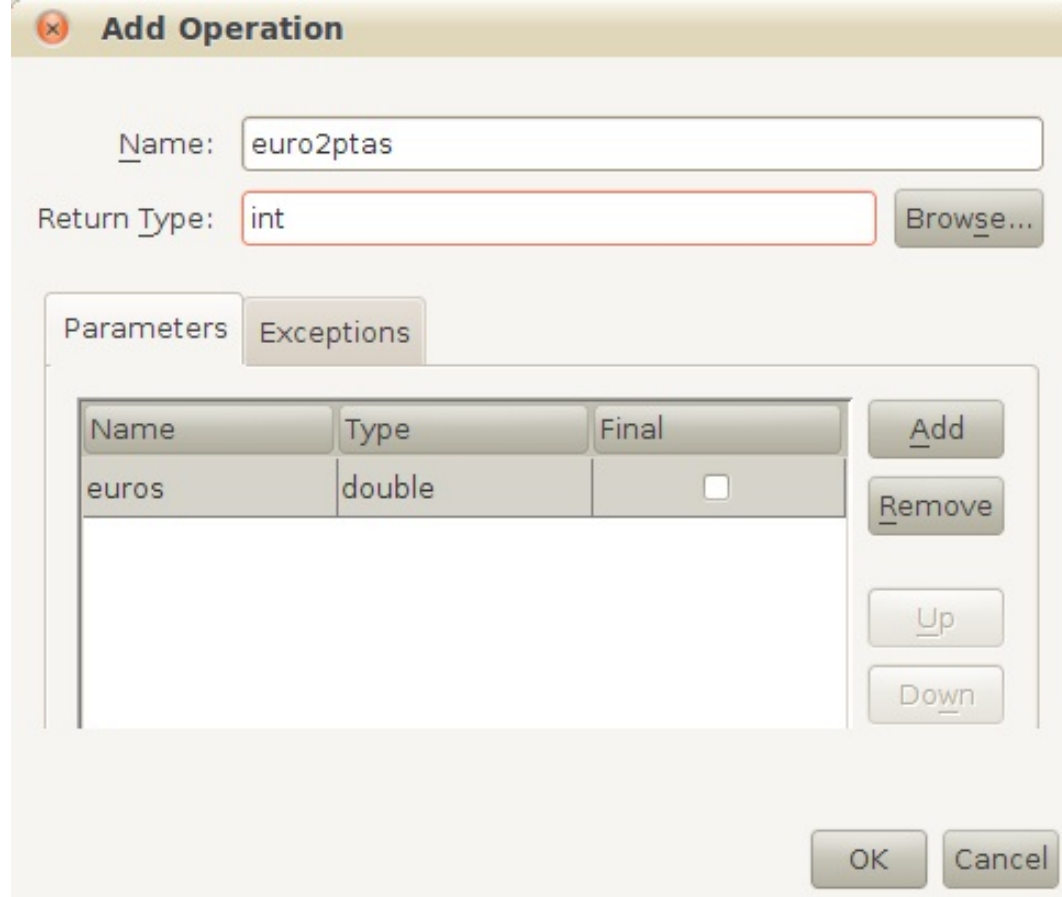 Add Operation
Name: euro2ptas
Return Type: int Browse...
Parameters Exceptions
Name Type Final Add
euros double Remove
Up
Down
OK Cancel